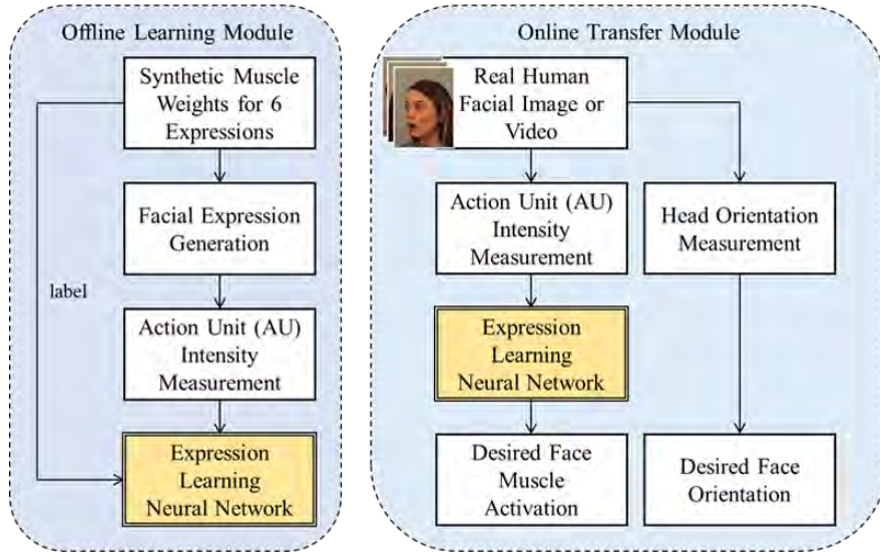 Offline Learning Module
Synthetic Muscle
Weights for 6
Expressions
Facial Expression
Generation
label
Action Unit (AU)
Intensity
Measurement
Expression
Learning
Neural Network
Online Transfer Module
Real Human
Facial Image or
Video
Action Unit (AU)
Intensity
Measurement
Head Orientation
Measurement
Expression
Learning
Neural Network
Desired Face
Muscle
Activation
Desired Face
Orientation